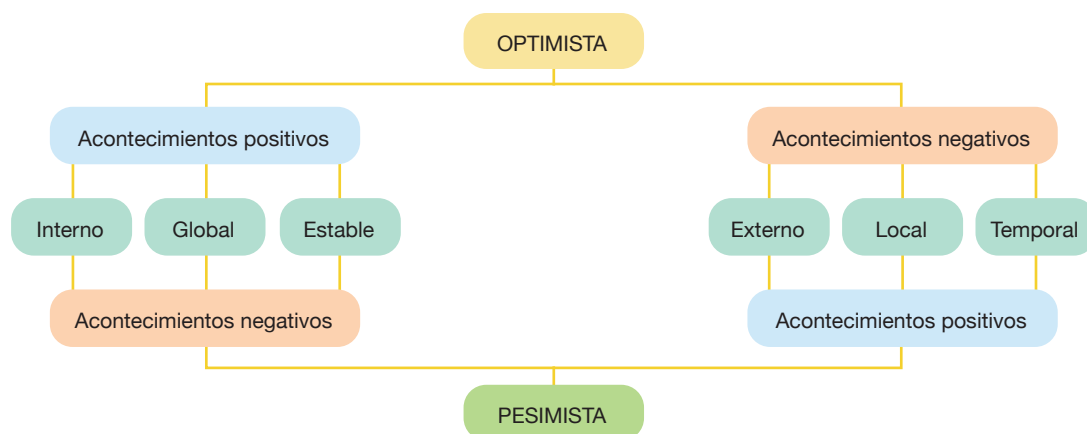 OPTIMISTA
Acontecimientos positivos
Acontecimientos negativos
Interno
Global
Estable
Externo
Local
Temporal
Acontecimientos negativos
Acontecimientos positivos
PESIMISTA